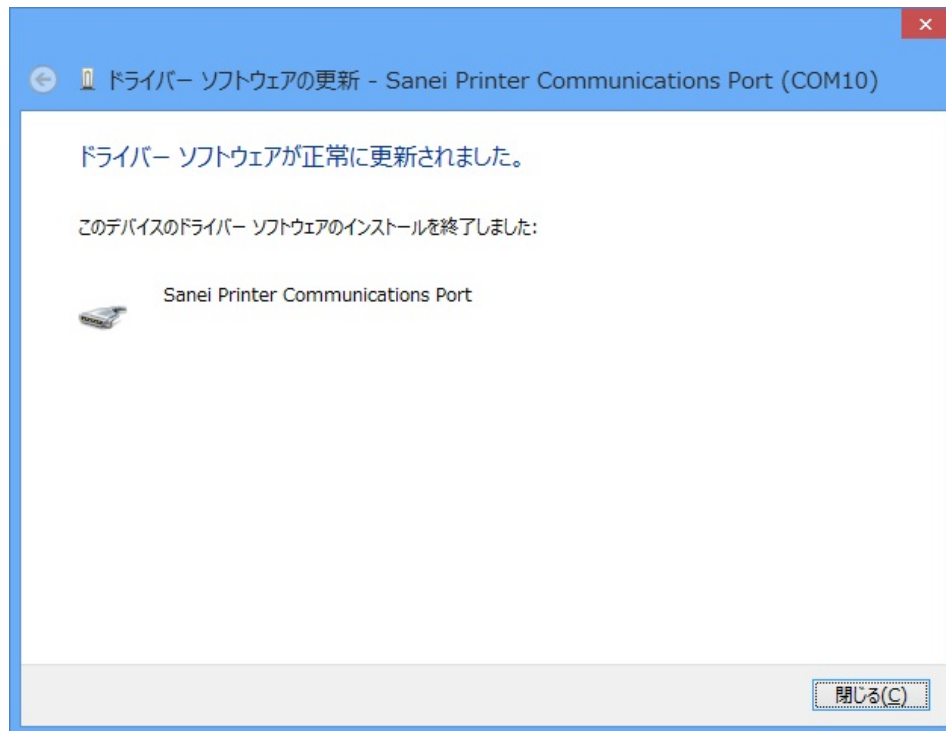 ドライバー ソフトウェアの更新 - Sanei Printer Communications Port (COM10)
ドライバー ソフトウェアが正常に更新されました。
このデバイスのドライバー ソフトウェアのインストールを終了しました:
Sanei Printer Communications Port
閉じる(C)